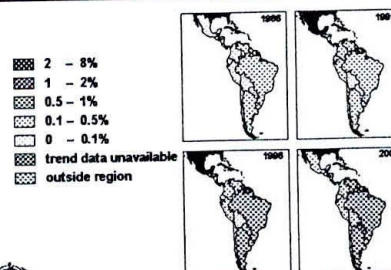 1986
2 – 8%
1 – 2%
0.5 – 1%
0.1 – 0.5%
0 – 0.1%
trend data unavailable
outside region
1996